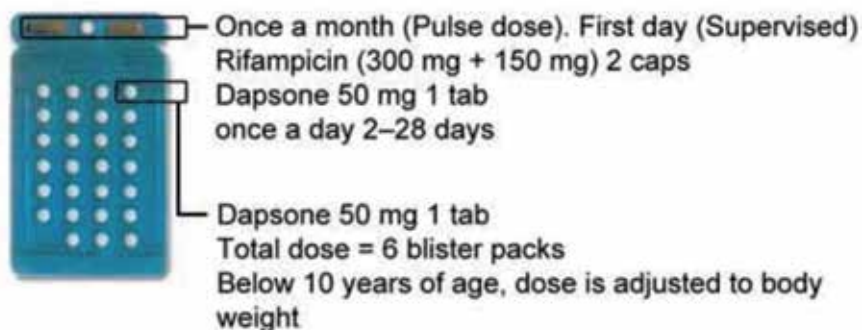 Once a month (Pulse dose). First day (Supervised)
Rifampicin (300 mg + 150 mg) 2 caps
Dapsone 50 mg 1 tab
once a day 2–28 days
Dapsone 50 mg 1 tab
Total dose = 6 blister packs
Below 10 years of age, dose is adjusted to body
weight